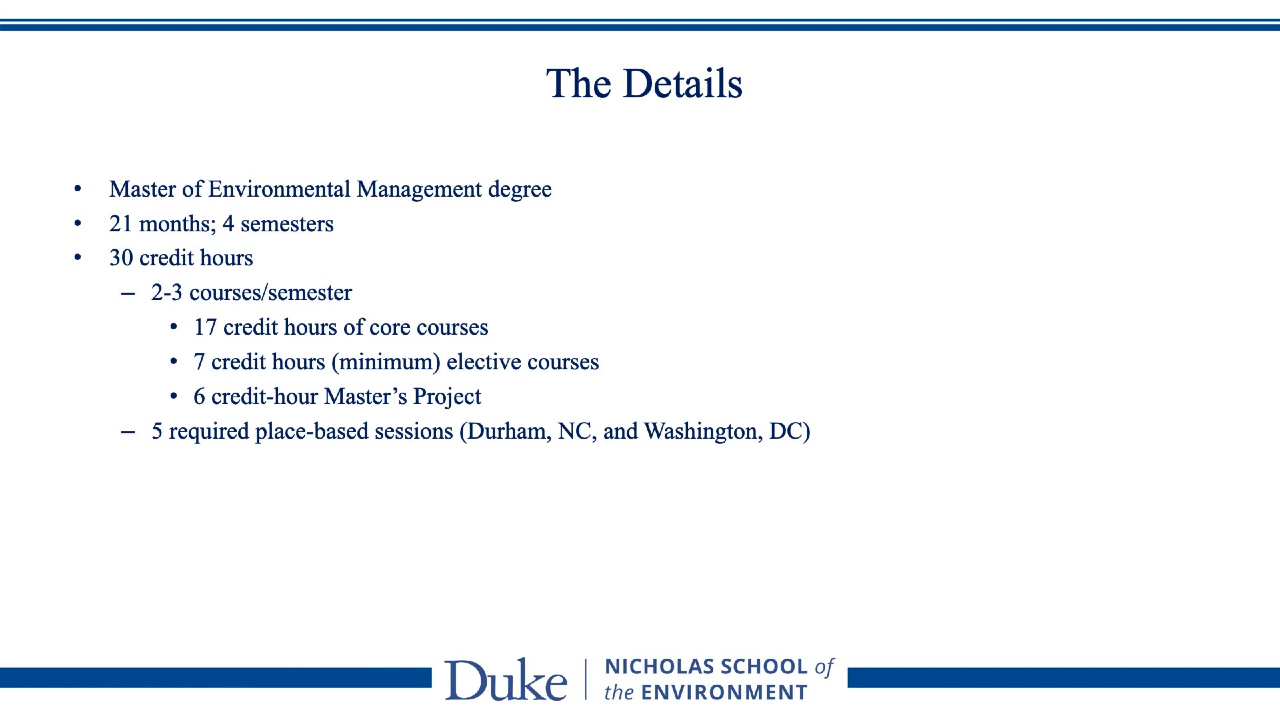 The Details
• Master of Environmental Management degree
• 21 months; 4 semesters
• 30 credit hours
– 2-3 courses/semester
• 17 credit hours of core courses
• 7 credit hours (minimum) elective courses
• 6 credit-hour Master’s Project
– 5 required place-based sessions (Durham, NC, and Washington, DC)
Duke
NICHOLAS SCHOOL of
the ENVIRONMENT